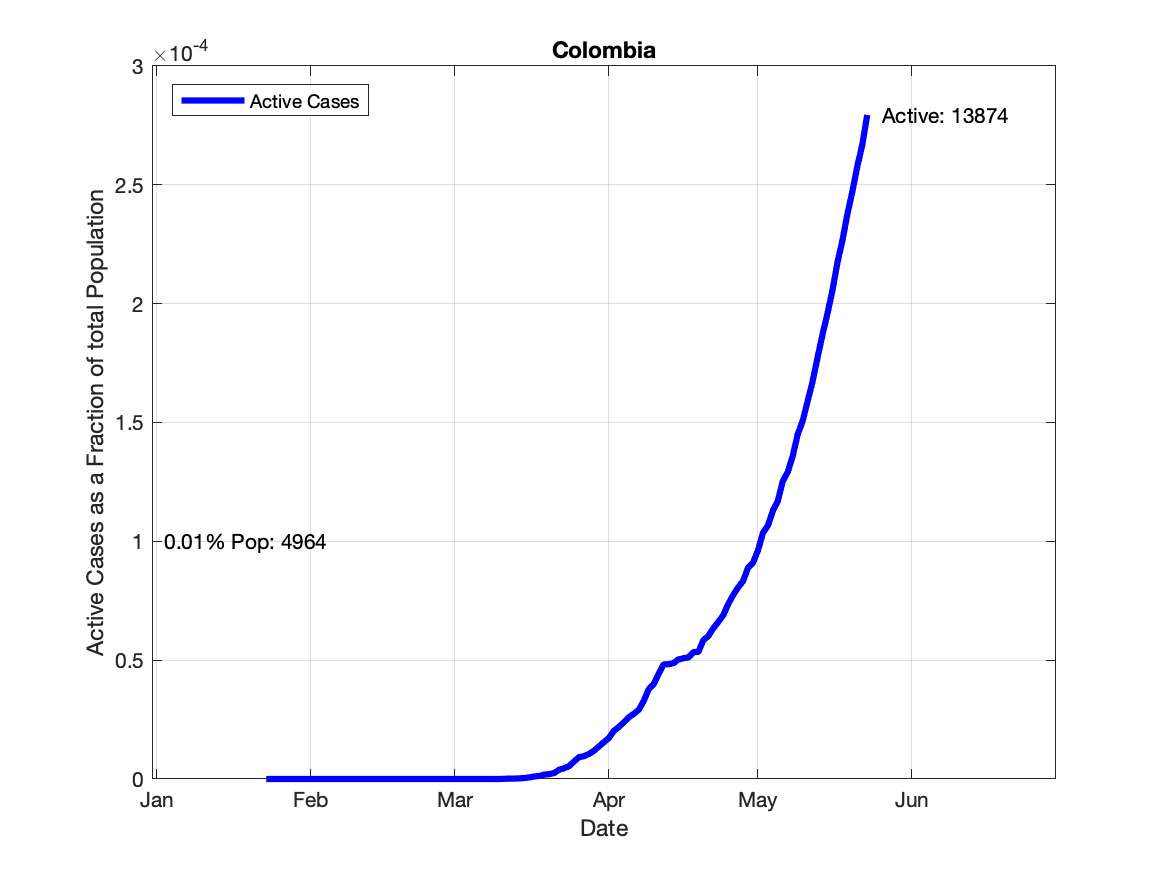 Colombia
×10-4
3
2.5
2
1.5
1
0.5
0
Active Cases
Active: 13874
0.01% Pop: 4964
Active Cases as a Fraction of total Population
Jan Feb Mar Apr May Jun
Date